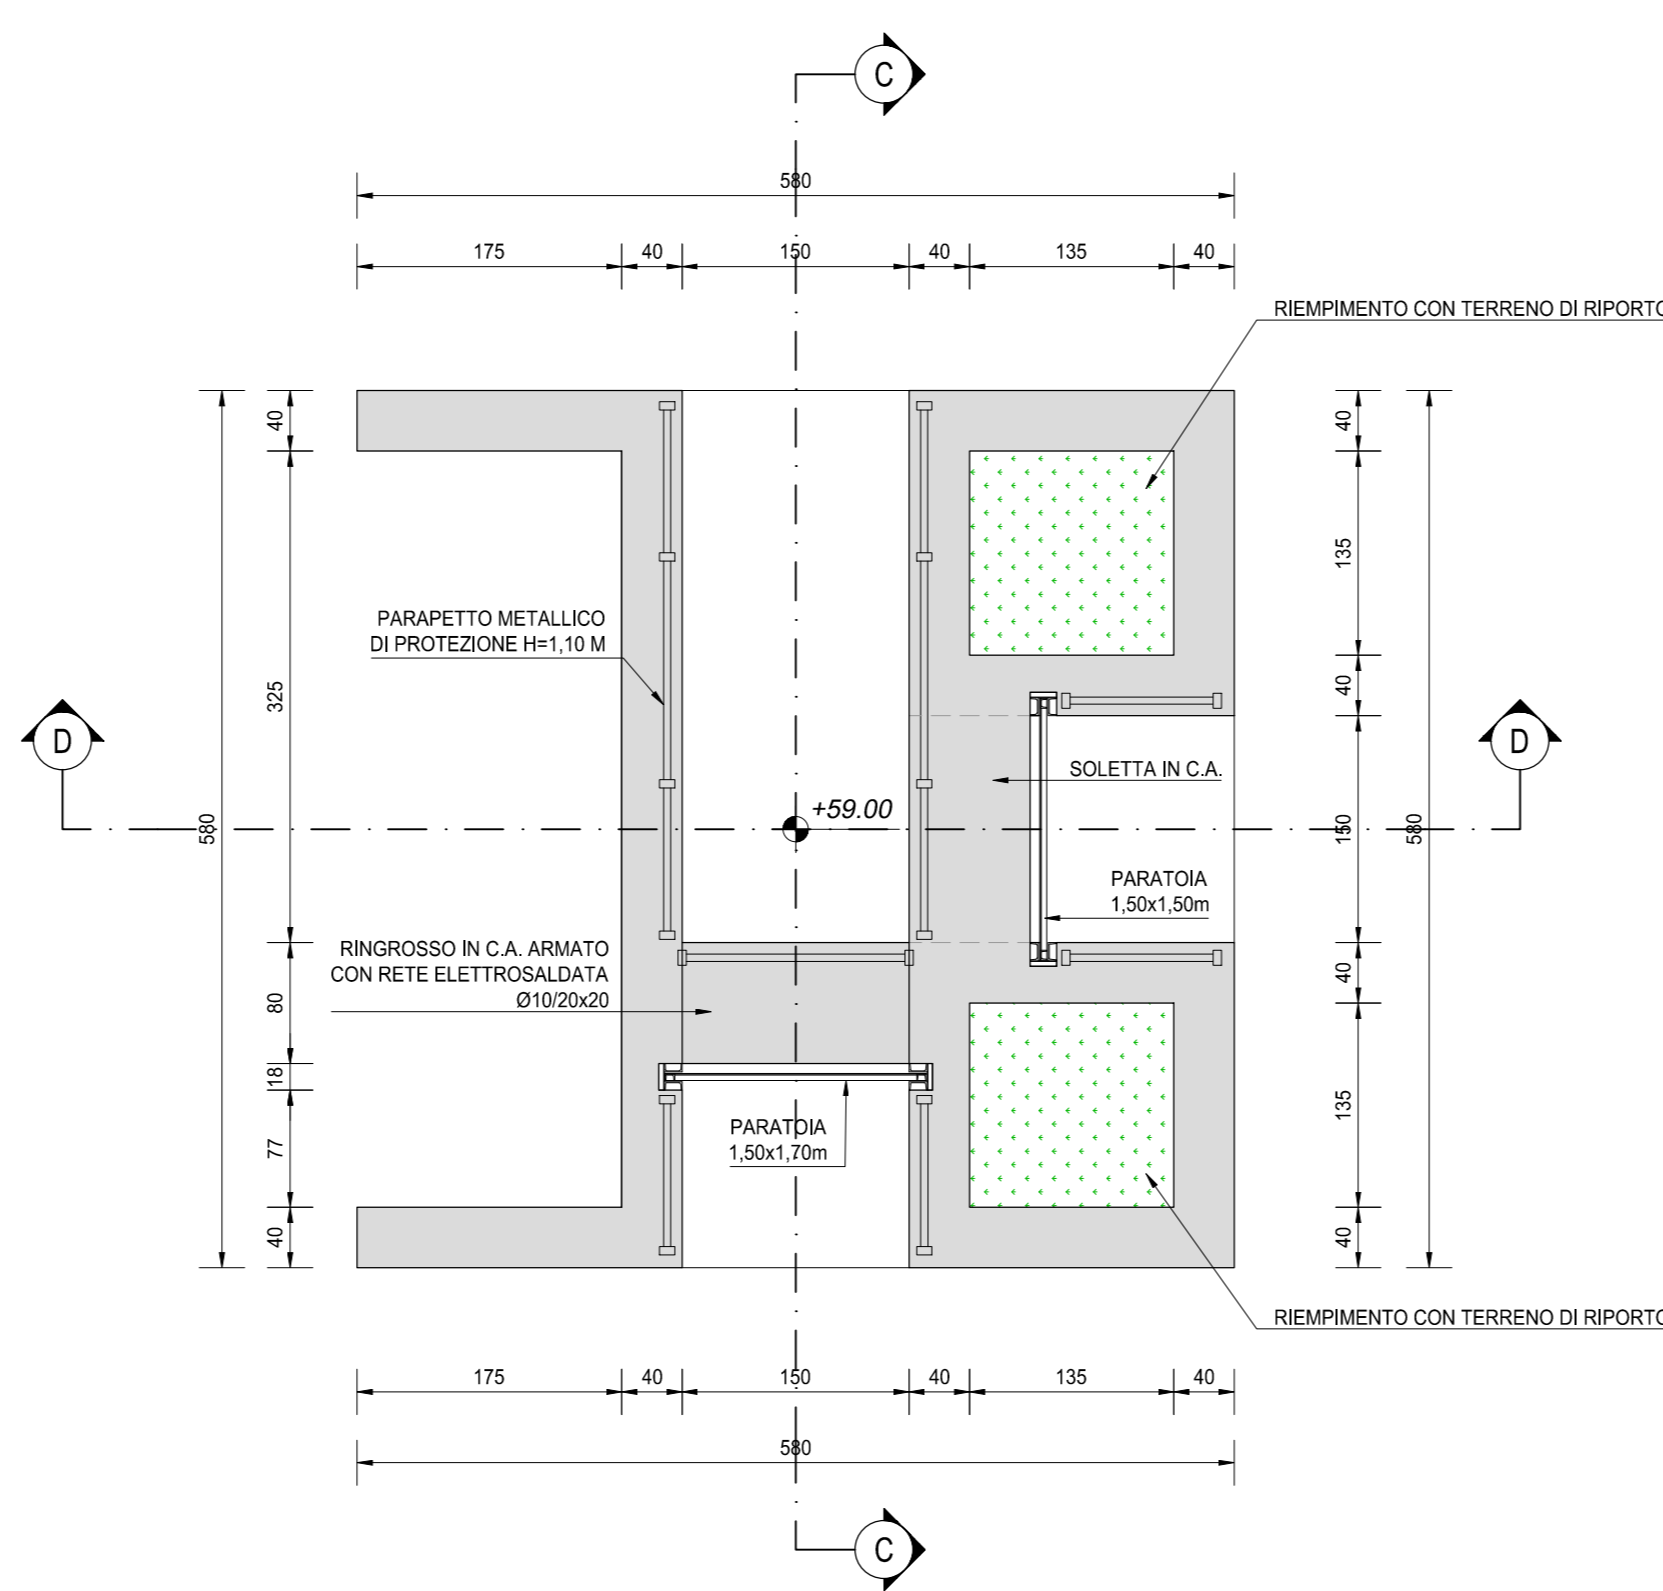 C
580
175 40 150 40 135 40
RIEMPIMENTO CON TERRENO DI RIPORTO
40
40
135
325
580
PARAPETTO METALLICO
DI PROTEZIONE H=1,10 M
40
D
D
SOLETTA IN C.A.
+59.00
150
580
PARATOIA
1,50x1,50m
RINGROSSO IN C.A. ARMATO
CON RETE ELETTROSALDATA
Ø10/20x20
40
80
18
77
40
135
40
PARATOIA
1,50x1,70m
RIEMPIMENTO CON TERRENO DI RIPORTO
175 40 150 40 135 40
580
C